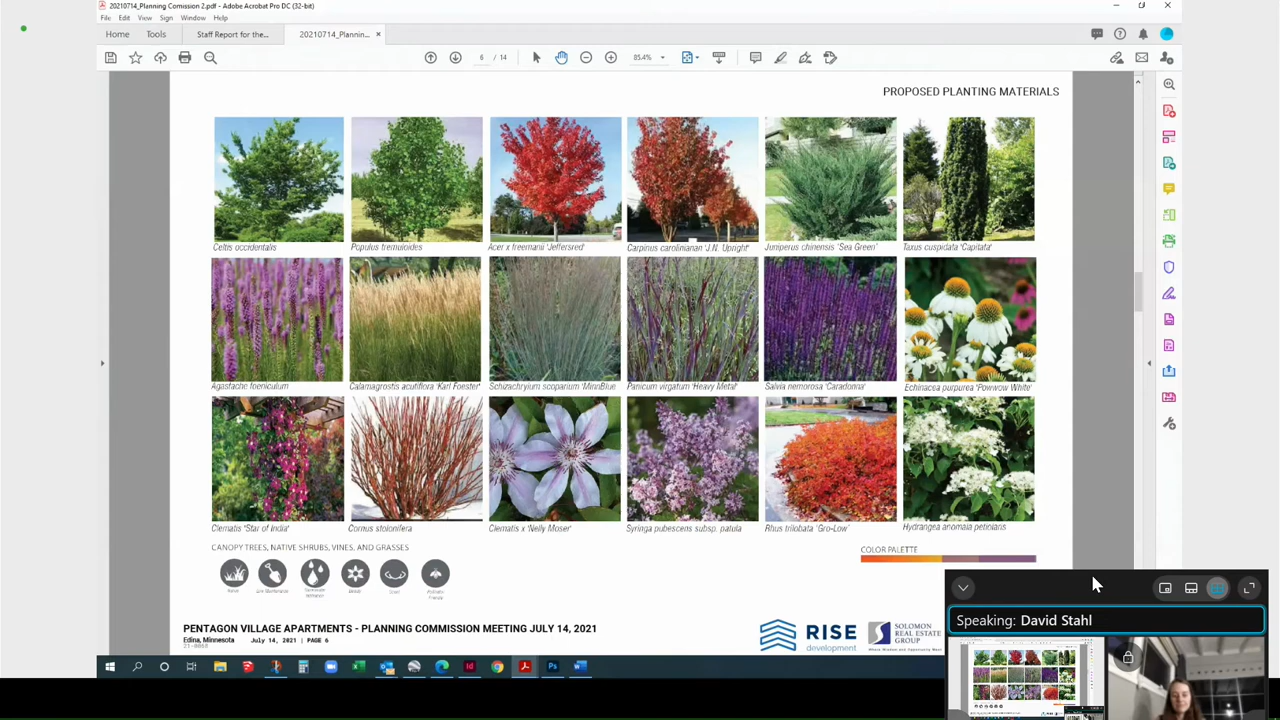 20210714_Planning Comission 2.pdf - Adobe Acrobat Pro DC (32-bit)
File Edit View Sign Window Help
Home Tools Staff Report for the... 20210714_Plannin...
6 / 14 85.4%
PROPOSED PLANTING MATERIALS
Celtis occidentalis Populus tremuloides Acer x freemanii 'Jeffersred' Carpinus carolinianan 'J.N. Upright' Juniperus chinensis 'Sea Green' Taxus cuspidata 'Capitata'
Agastache foeniculum Calamagrostis acutiflora 'Karl Foester' Schizachryium scoparium 'MinnBlue Panicum virgatum 'Heavy Metal' Salvia nemorosa 'Caradonna' Echinacea purpurea 'Powwow White'
Clematis 'Star of India' Cornus stolonifera Clematis x 'Nelly Moser' Syringa pubescens subsp. patula Rhus trilobata 'Gro-Low' Hydrangea anomala petiolaris
CANOPY TREES, NATIVE SHRUBS, VINES, AND GRASSES
COLOR PALETTE
PENTAGON VILLAGE APARTMENTS - PLANNING COMMISSION MEETING JULY 14, 2021
Edina, Minnesota July 14, 2021 | PAGE 6
RISE
development
SOLOMON
REAL ESTATE
GROUP
Speaking: David Stahl